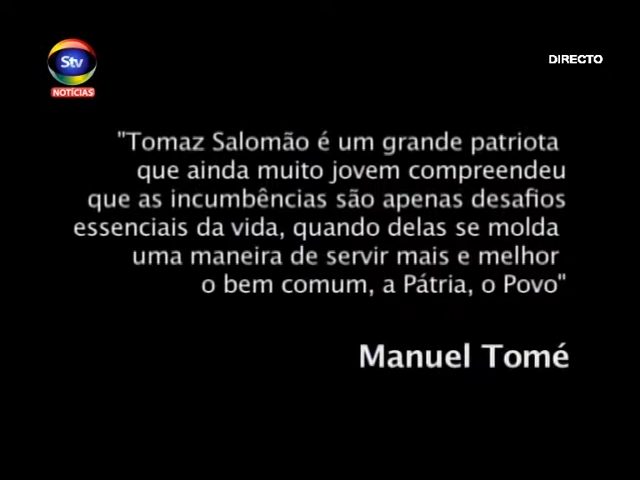 Stv
NOTÍCIAS
DIRECTO
"Tomaz Salomão é um grande patriota
que ainda muito jovem compreendeu
que as incumbências são apenas desafios
essenciais da vida, quando delas se molda
uma maneira de servir mais e melhor
o bem comum, a Pátria, o Povo"
Manuel Tomé